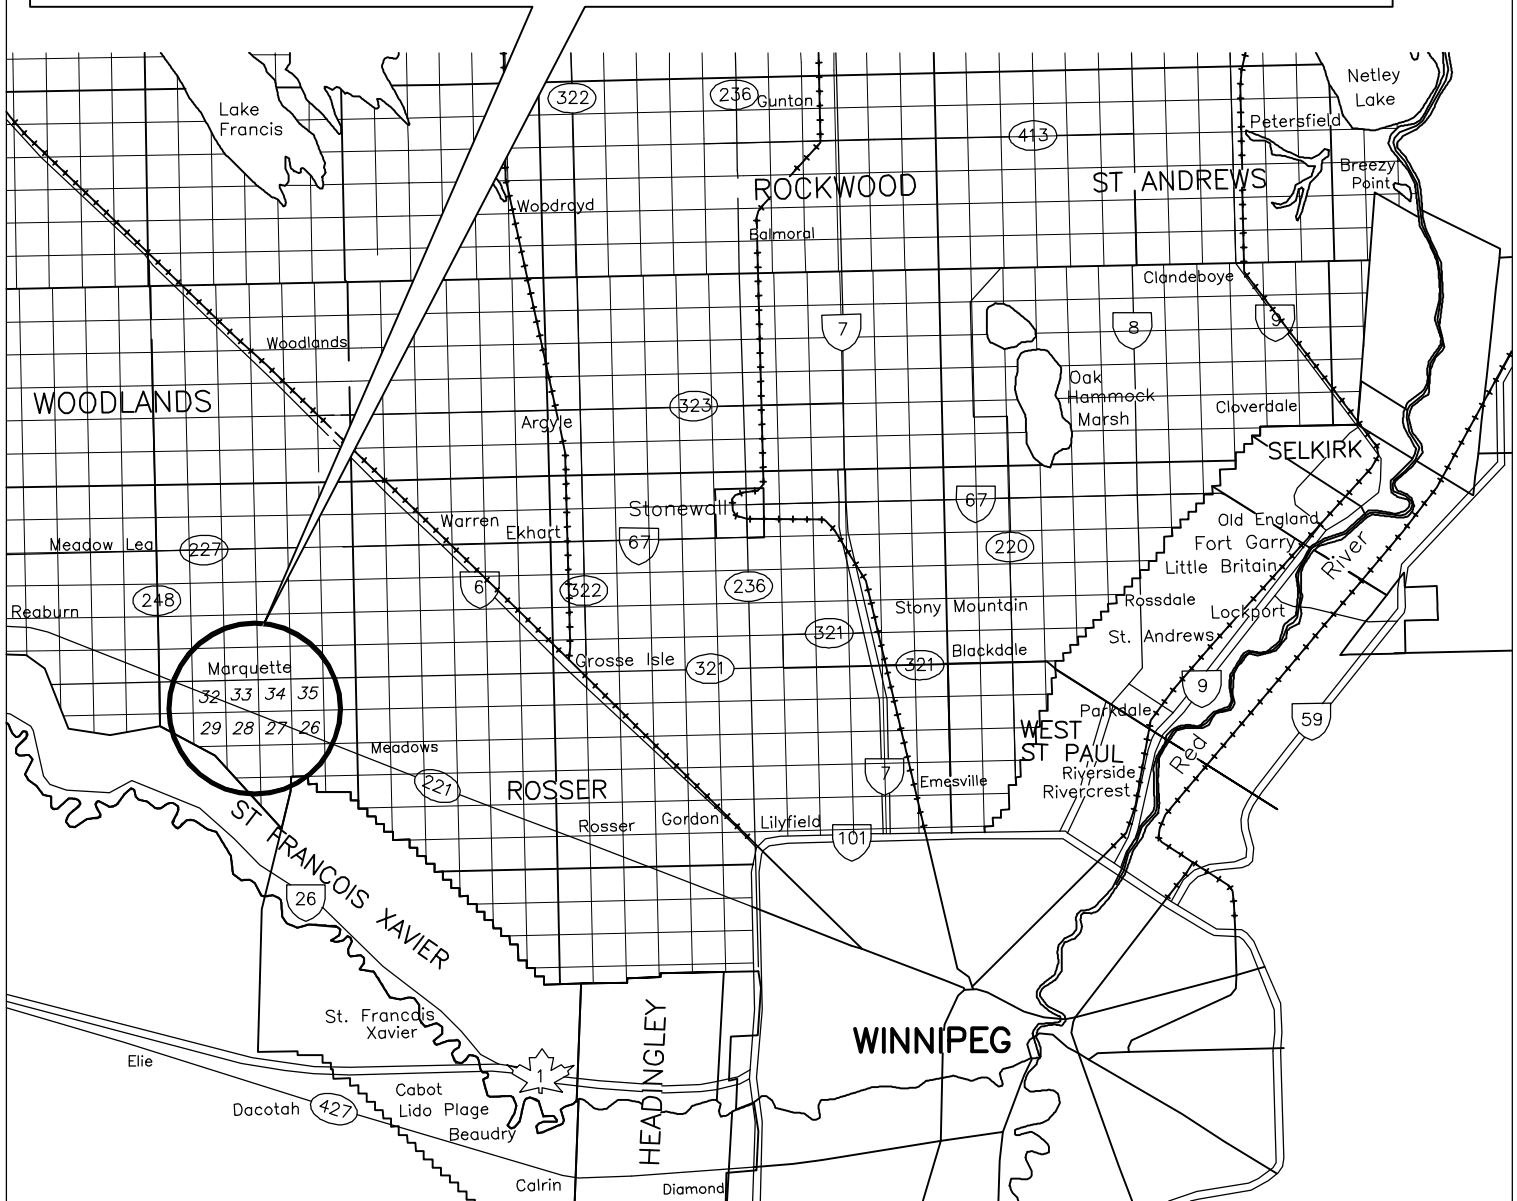 Netley
Lake
322
236
Gunton
Lake
Francis
413
Petersfield
Breezy
Point
ROCKWOOD
ST ANDREWS
Woodroyd
Balmoral
Clandeboye
7
8
9
Woodlands
WOODLANDS
Oak
Hammock
Marsh
323
Cloverdale
Argyle
SELKIRK
Stonewall
67
Warren
Ekhart
Old England
Meadow Lea
227
67
220
Fort Garry
River
Little Britain
6
322
236
248
Rossdale
Reaburn
Stony Mountain
Lockport
321
St. Andrews
Blackdale
Grosse Isle
321
321
Marquette
32 33 34 35
29 28 27 26
9
Parkdale
59
WEST
ST PAUL
Red
Meadows
221
ROSSER
7
Emesville
Riverside
Rivercrest
Rosser
Gordon
Lilyfield
101
ST FRANCOIS XAVIER
26
St. Francois
Xavier
HEADINGLEY
WINNIPEG
Elie
1
Cabot
Dacotah
427
Lido Plage
Beaudry
Calrin
Diamond